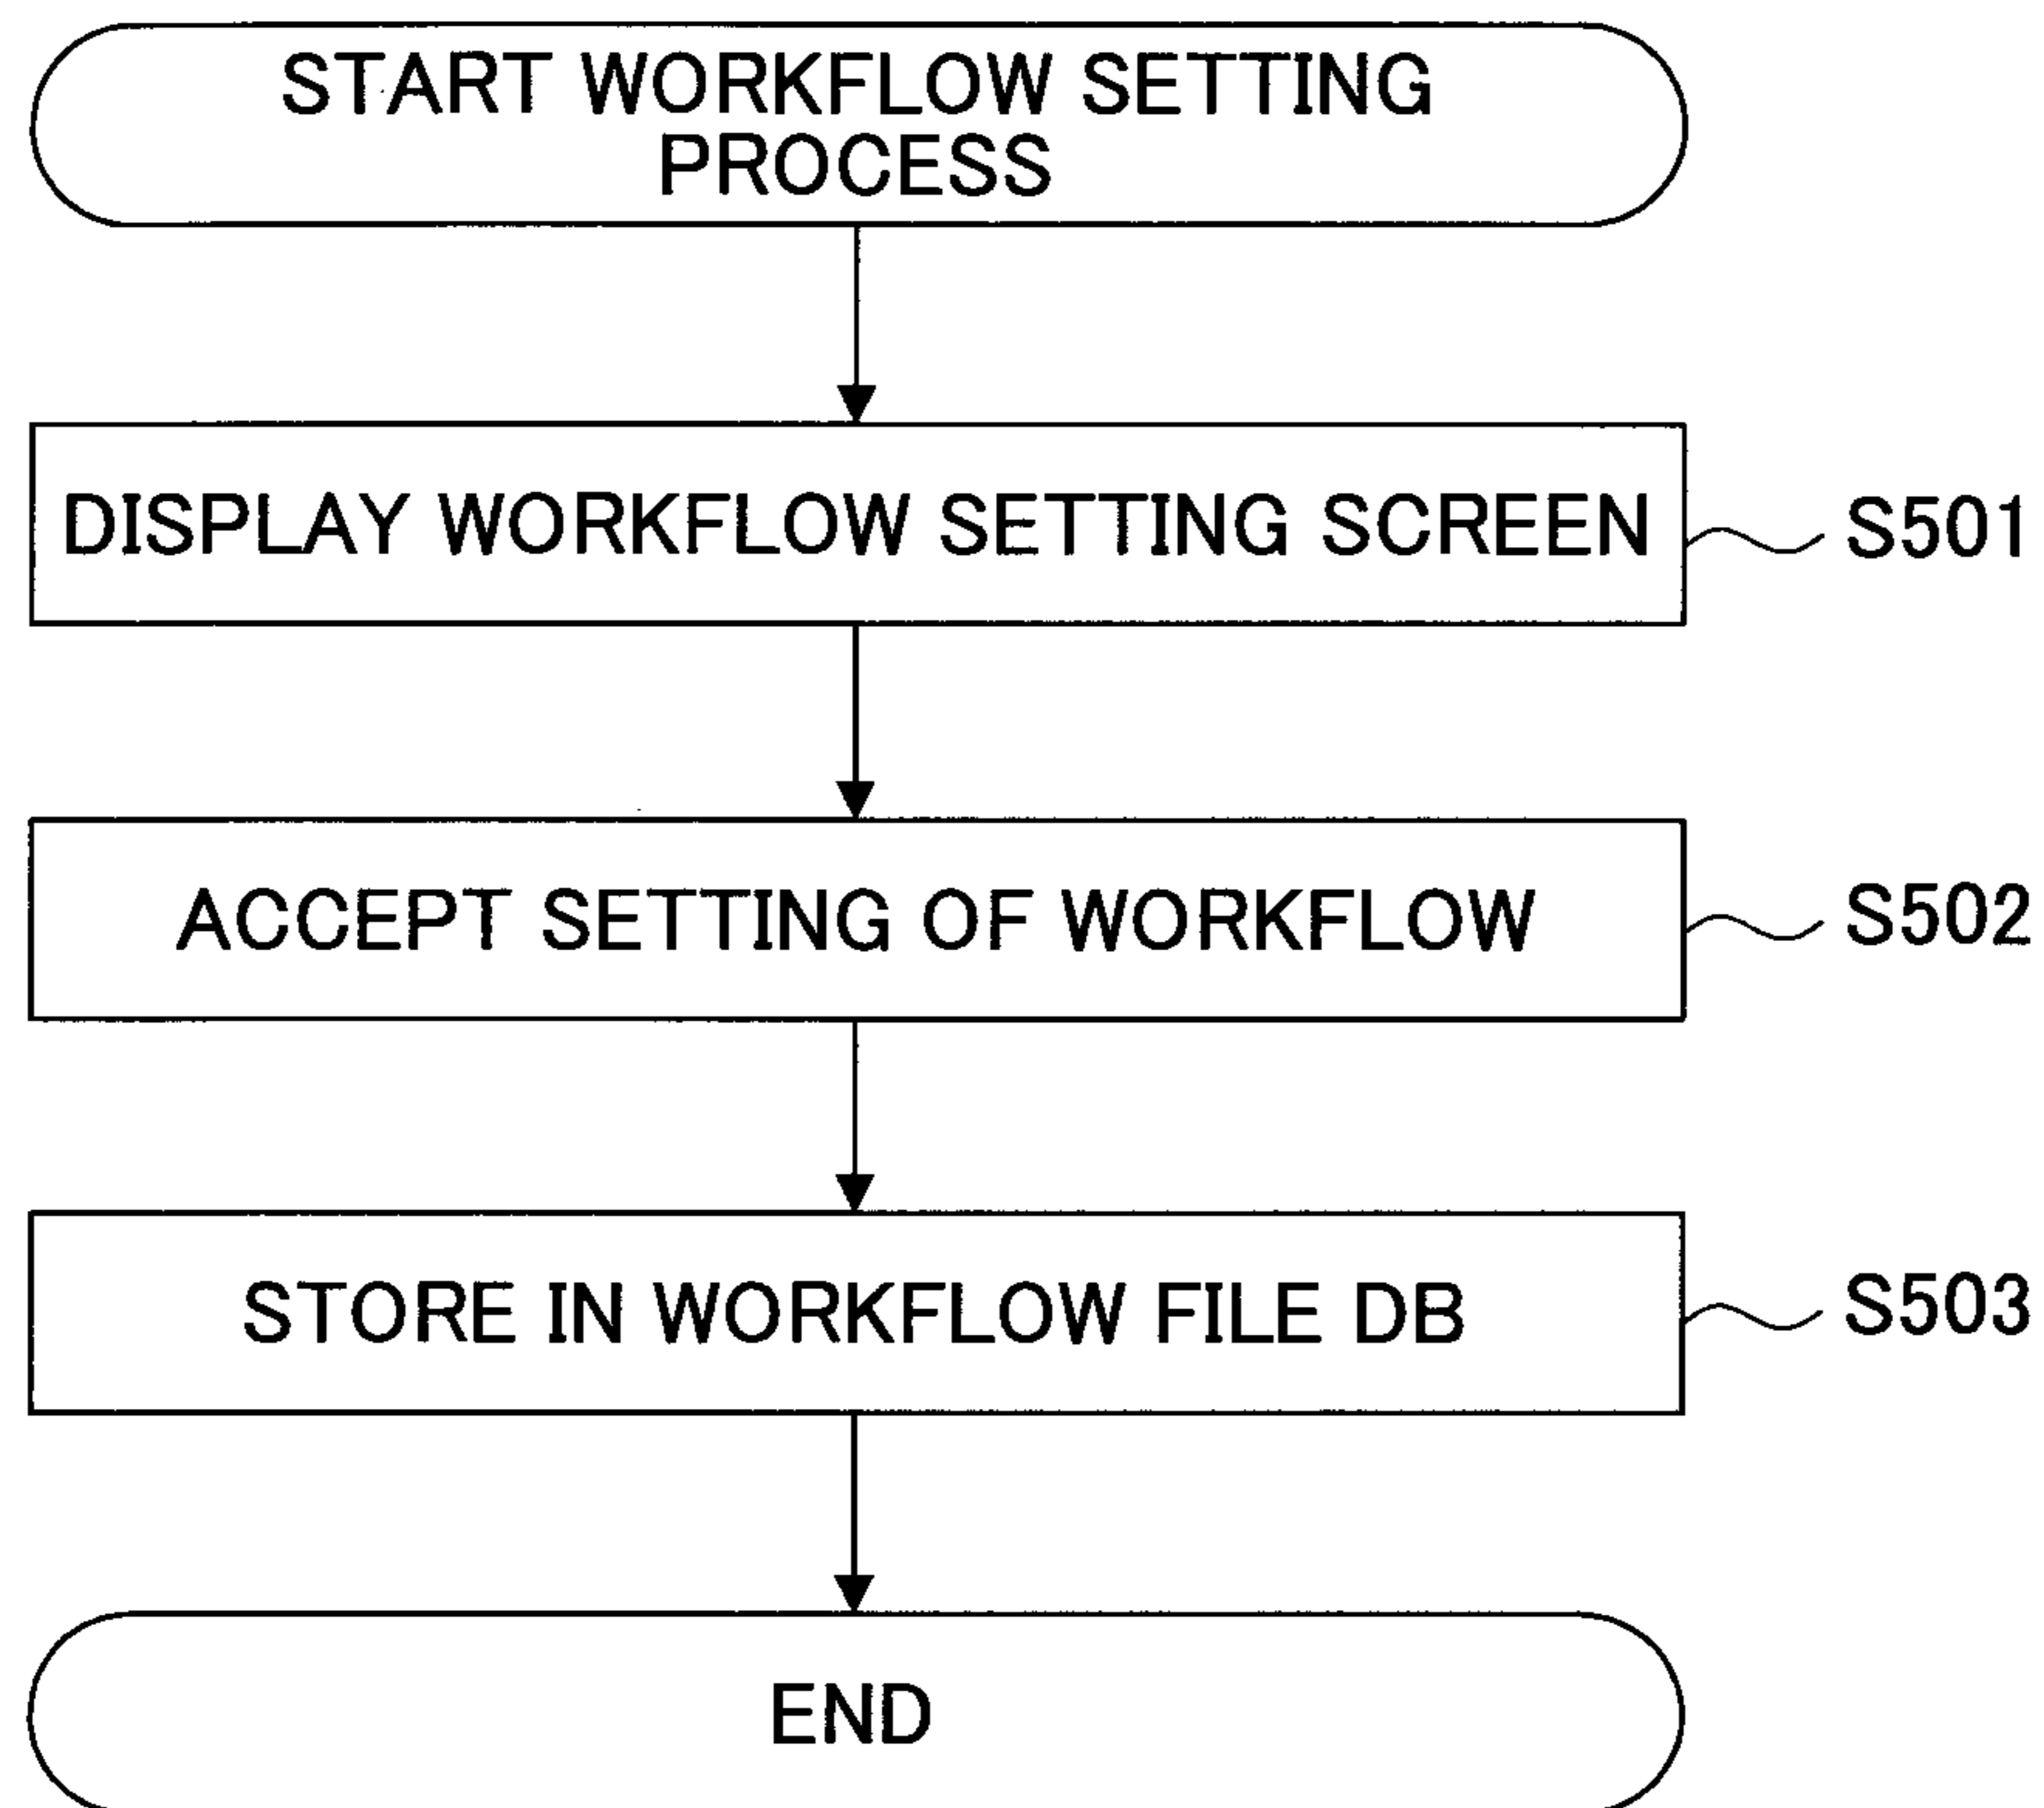 START WORKFLOW SETTING
PROCESS
DISPLAY WORKFLOW SETTING SCREEN
S501
ACCEPT SETTING OF WORKFLOW
S502
STORE IN WORKFLOW FILE DB
S503
END